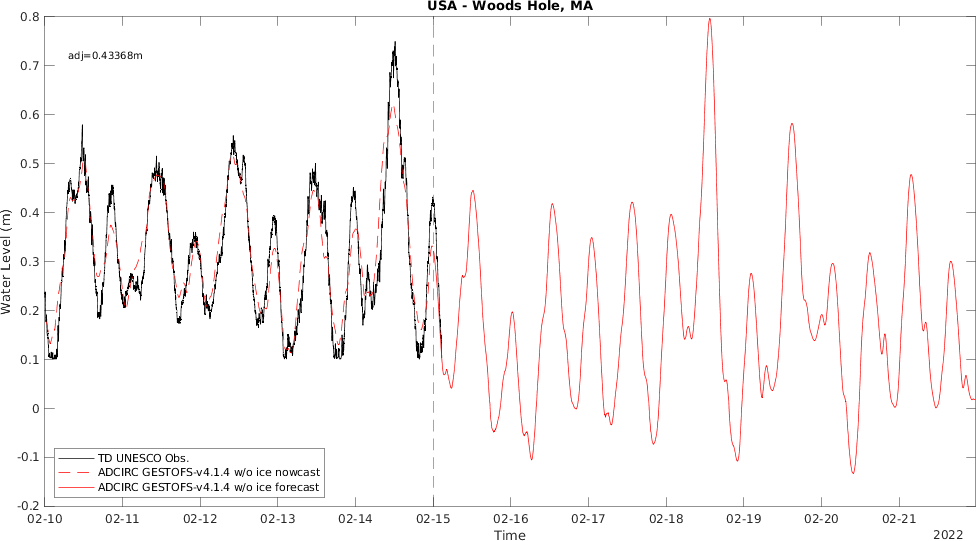 USA - Woods Hole, MA
adj=0.43368m
Water Level (m)
0.8
0.7
0.6
0.5
0.4
0.3
0.2
0.1
0
-0.1
-0.2
TD UNESCO Obs.
ADCIRC GESTOFS-v4.1.4 w/o ice nowcast
ADCIRC GESTOFS-v4.1.4 w/o ice forecast
02-10 02-11 02-12 02-13 02-14 02-15 02-16 02-17 02-18 02-19 02-20 02-21
Time
2022